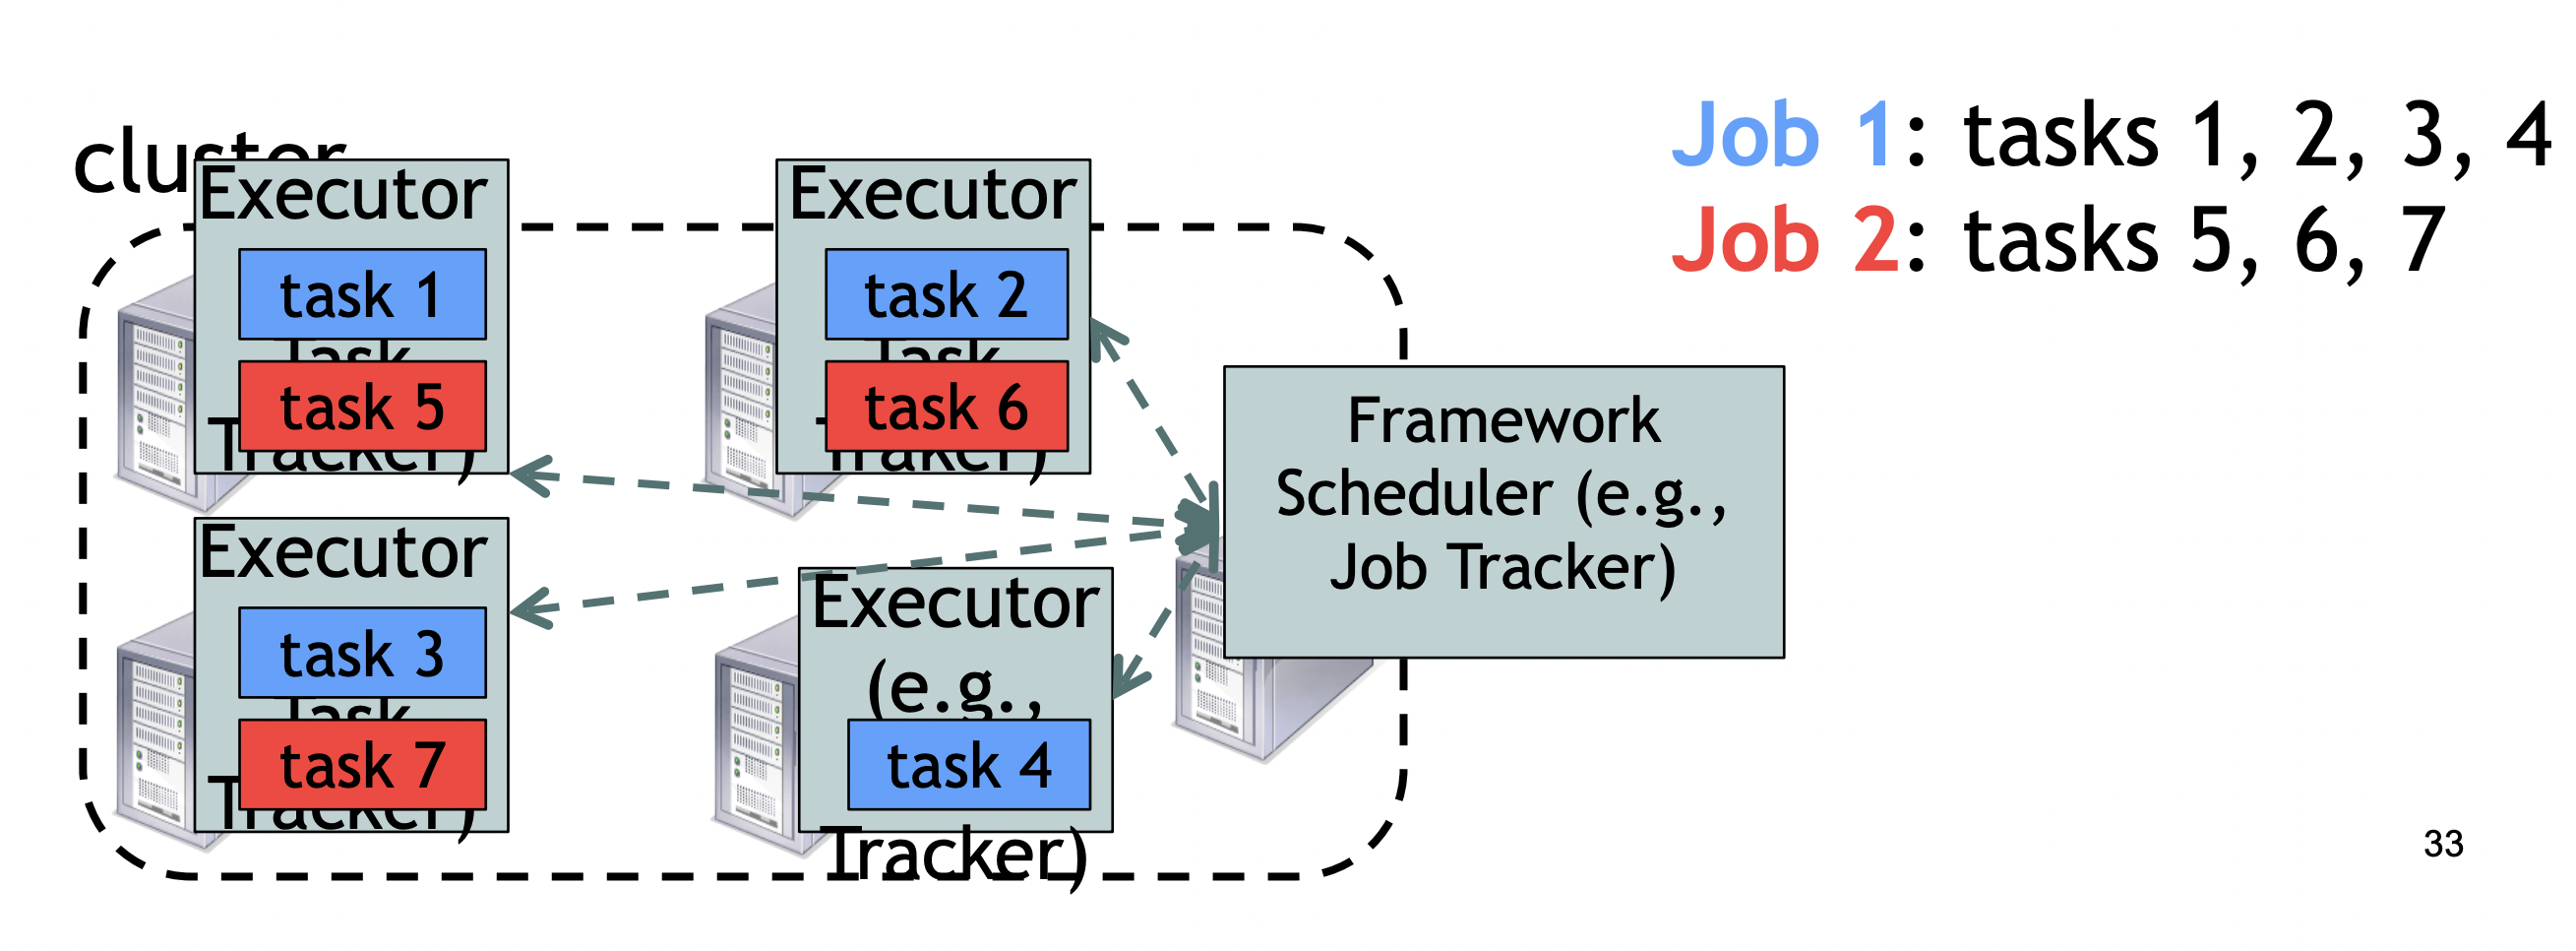 Job 1: tasks 1, 2, 3, 4
Job 2: tasks 5, 6, 7
cluster
Executor
task 1
Task
task 5
Tracker)
Executor
task 2
Task
task 6
Traker)
Framework
Scheduler (e.g.,
Job Tracker)
Executor
task 3
Task
task 7
Tracker)
Executor
(e.g.,
task 4
Tracker)
33